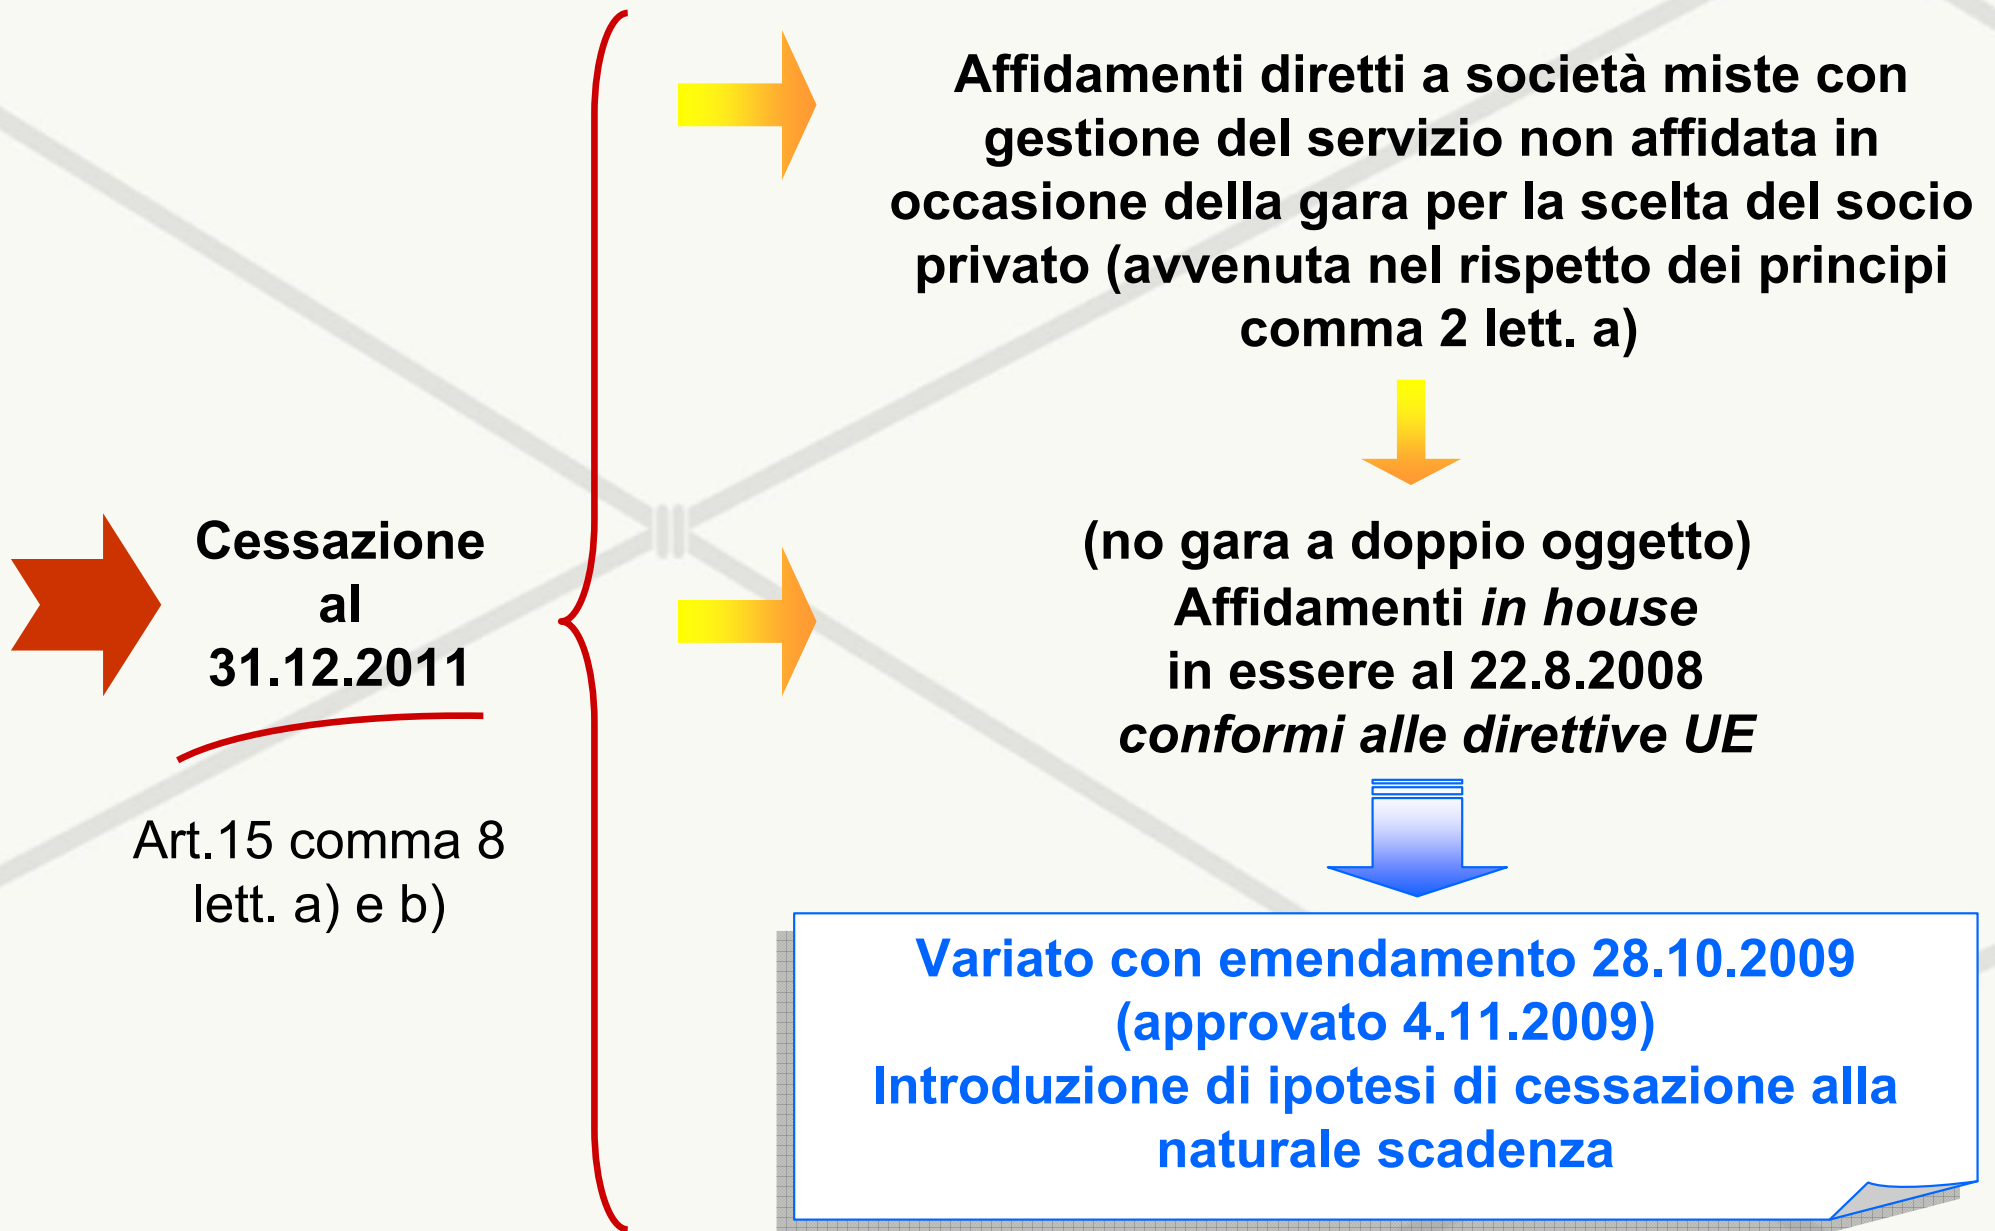 Cessazione
al
31.12.2011
Art.15 comma 8
lett. a) e b)
Affidamenti diretti a società miste con
gestione del servizio non affidata in
occasione della gara per la scelta del socio
privato (avvenuta nel rispetto dei principi
comma 2 lett. a)
(no gara a doppio oggetto)
Affidamenti in house
in essere al 22.8.2008
conformi alle direttive UE
Variato con emendamento 28.10.2009
(approvato 4.11.2009)
Introduzione di ipotesi di cessazione alla
naturale scadenza